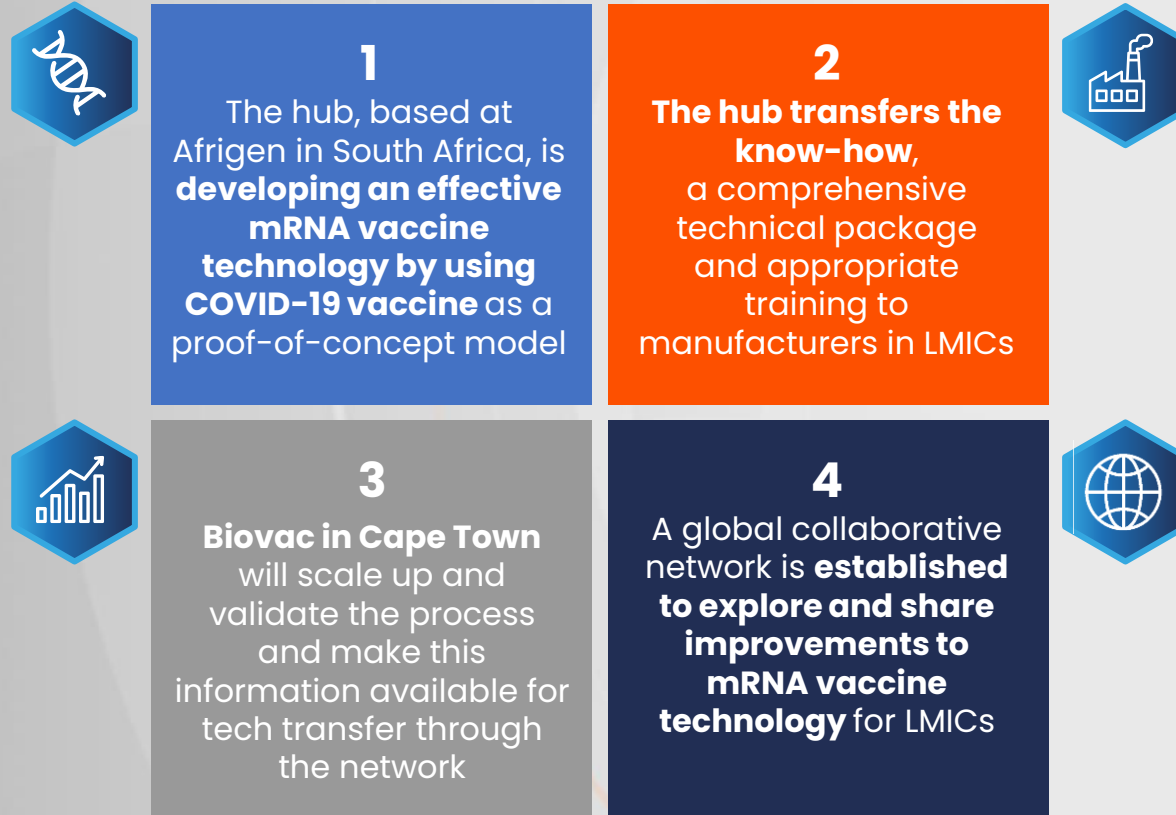 1
The hub, based at
Afrigen in South Africa, is
developing an effective
mRNA vaccine
technology by using
COVID-19 vaccine as a
proof-of-concept model
2
The hub transfers the
know-how,
a comprehensive
technical package
and appropriate
training to
manufacturers in LMICs
3
Biovac in Cape Town
will scale up and
validate the process
and make this
information available for
tech transfer through
the network
4
A global collaborative
network is established
to explore and share
improvements to
mRNA vaccine
technology for LMICs